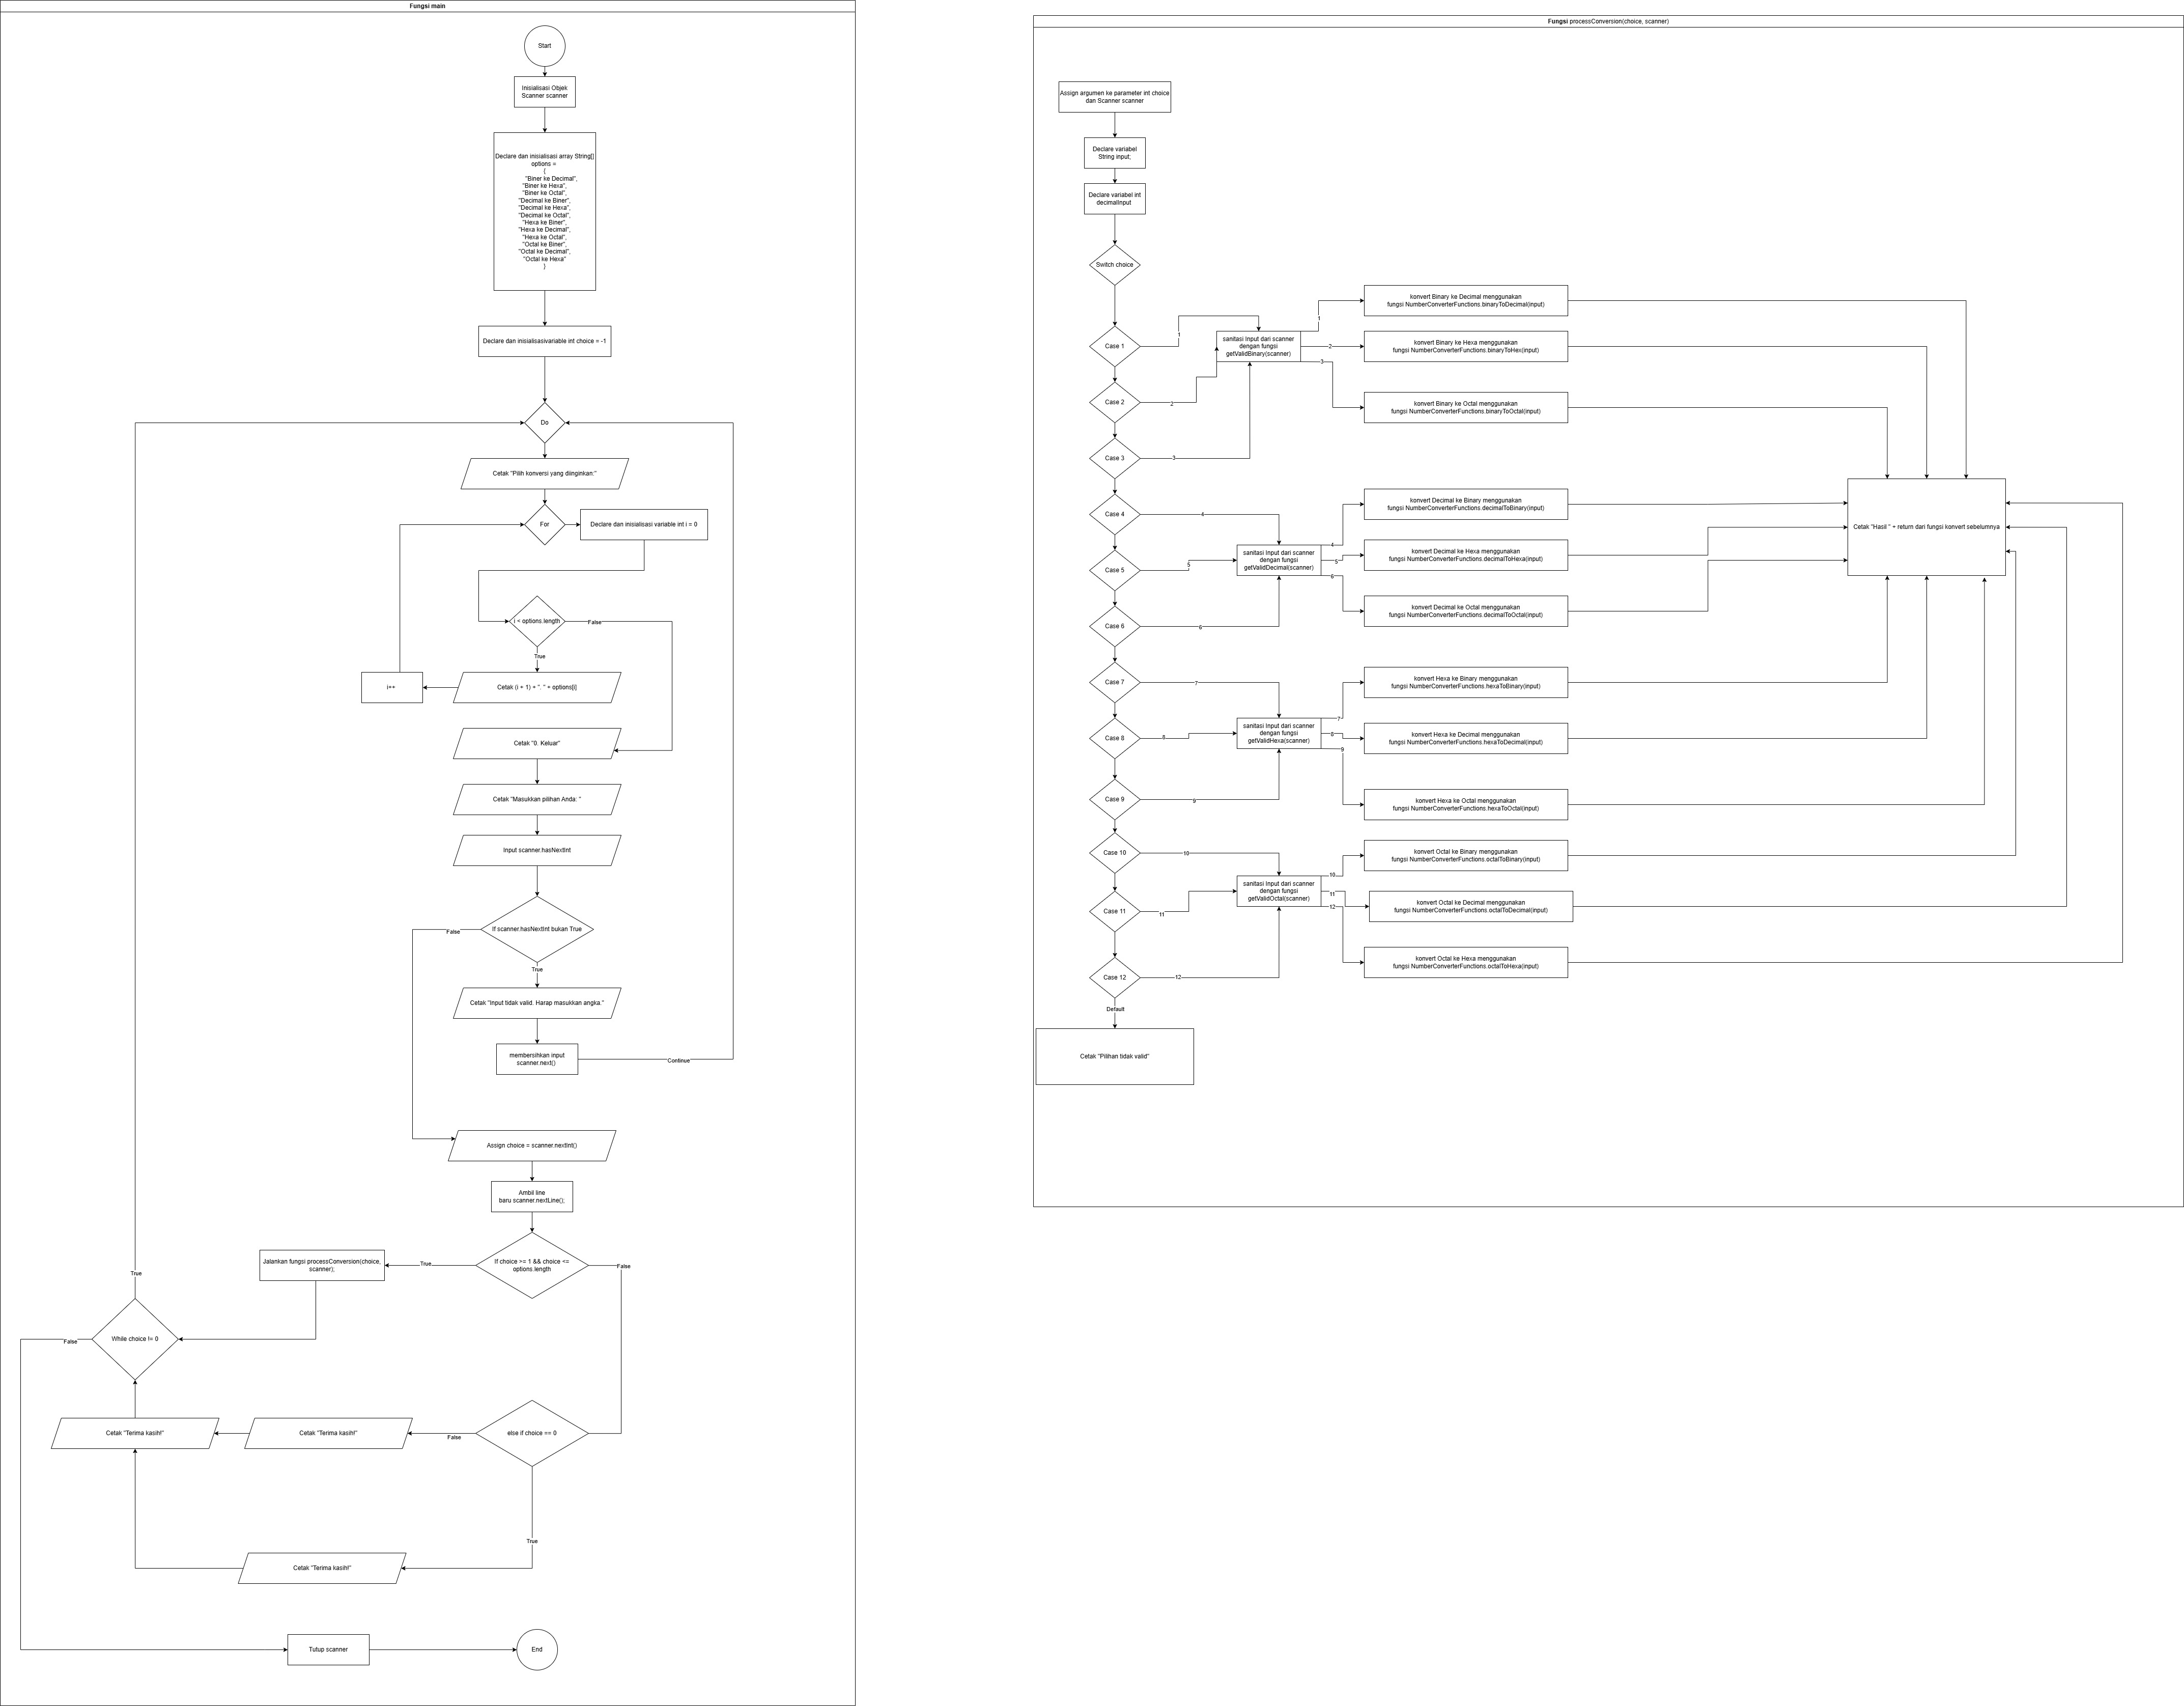 Fungsi main
Start
Inisialisasi Objek
Scanner scanner
Declare dan inisialisasi array String[]
options =
{
"Biner ke Decimal",
"Biner ke Hexa",
"Biner ke Octal",
"Decimal ke Biner",
"Decimal ke Hexa",
"Decimal ke Octal",
"Hexa ke Biner",
"Hexa ke Decimal",
"Hexa ke Octal",
"Octal ke Biner",
"Octal ke Decimal",
"Octal ke Hexa"
}
Declare dan inisialisasivariable int choice = -1
Do
Cetak "Pilih konversi yang diinginkan:"
For
Declare dan inisialisasi variable int i = 0
i < options.length
False
True
i++
Cetak (i + 1) + ". " + options[i]
Cetak "0. Keluar"
Cetak "Masukkan pilihan Anda: "
Input scanner.hasNextInt
If scanner.hasNextInt bukan True
False
True
Cetak "Input tidak valid. Harap masukkan angka."
membersihkan input
scanner.next()
Continue
Assign choice = scanner.nextInt()
Ambil line
baru scanner.nextLine();
If choice >= 1 && choice <=
options.length
True
False
Jalankan fungsi processConversion(choice,
scanner);
True
While choice != 0
False
else if choice == 0
False
Cetak "Terima kasih!"
Cetak "Terima kasih!"
True
Cetak "Terima kasih!"
Tutup scanner
End
Fungsi processConversion(choice, scanner)
Assign argumen ke parameter int choice
dan Scanner scanner
Declare variabel
String input;
Declare variabel int
decimalInput
Switch choice
Case 1
1
Case 2
2
Case 3
3
sanitasi Input dari scanner
dengan fungsi
getValidBinary(scanner)
1
2
3
konvert Binary ke Decimal menggunakan
fungsi NumberConverterFunctions.binaryToDecimal(input)
konvert Binary ke Hexa menggunakan
fungsi NumberConverterFunctions.binaryToHex(input)
konvert Binary ke Octal menggunakan
fungsi NumberConverterFunctions.binaryToOctal(input)
Case 4
4
Case 5
5
Case 6
6
sanitasi Input dari scanner
dengan fungsi
getValidDecimal(scanner)
4
5
6
konvert Decimal ke Binary menggunakan
fungsi NumberConverterFunctions.decimalToBinary(input)
konvert Decimal ke Hexa menggunakan
fungsi NumberConverterFunctions.decimalToHexa(input)
konvert Decimal ke Octal menggunakan
fungsi NumberConverterFunctions.decimalToOctal(input)
Cetak "Hasil " + return dari fungsi konvert sebelumnya
Case 7
7
Case 8
8
Case 9
9
sanitasi Input dari scanner
dengan fungsi
getValidHexa(scanner)
7
8
9
konvert Hexa ke Binary menggunakan
fungsi NumberConverterFunctions.hexaToBinary(input)
konvert Hexa ke Decimal menggunakan
fungsi NumberConverterFunctions.hexaToDecimal(input)
konvert Hexa ke Octal menggunakan
fungsi NumberConverterFunctions.hexaToOctal(input)
Case 10
10
Case 11
11
Case 12
12
sanitasi Input dari scanner
dengan fungsi
getValidOctal(scanner)
10
11
12
konvert Octal ke Binary menggunakan
fungsi NumberConverterFunctions.octalToBinary(input)
konvert Octal ke Decimal menggunakan
fungsi NumberConverterFunctions.octalToDecimal(input)
konvert Octal ke Hexa menggunakan
fungsi NumberConverterFunctions.octalToHexa(input)
Default
Cetak "Pilihan tidak valid"